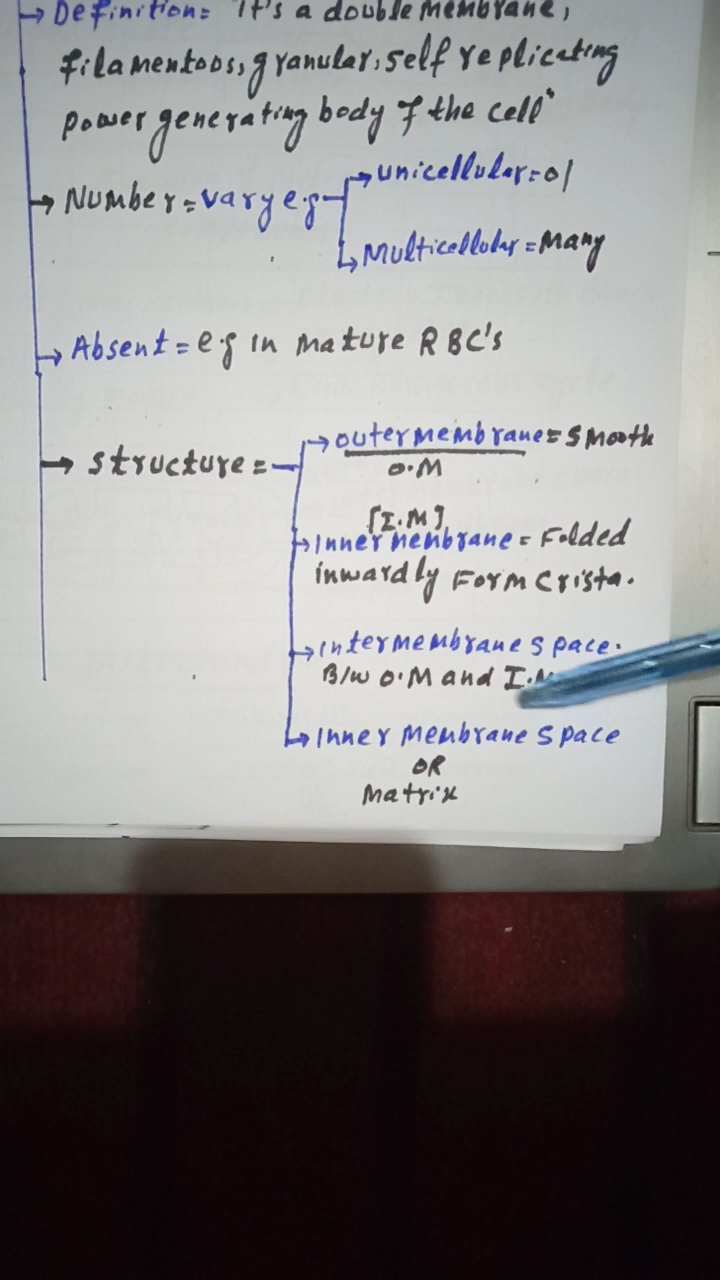 → Definition= It's a double membrane,
filamentoos, granular, self replicating
power generating body of the cell"
→ Number = vary e.g
→ unicellular = 01
→ Multicellular = Many
→ Absent = e.g in mature RBC's
→ structure =
→ outer membrane = smooth
O.M
[I.M]
→ Inner nenbrane = Folded
inwardly Form Crista.
→ Intermembrane space.
B/w O.M and I.M
→ Inner membrane space
OR
Matrix